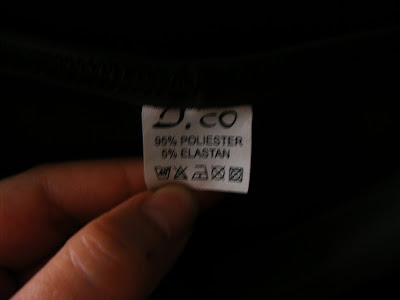 D.co
95% POLIESTER
5% ELASTAN